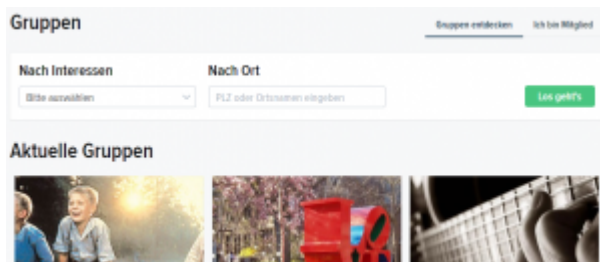 Gruppen
Gruppen entdecken
Ich bin Mitglied
Nach Interessen
Nach Ort
Bitte auswählen
PLZ oder Ortsnamen eingeben
Los geht's
Aktuelle Gruppen